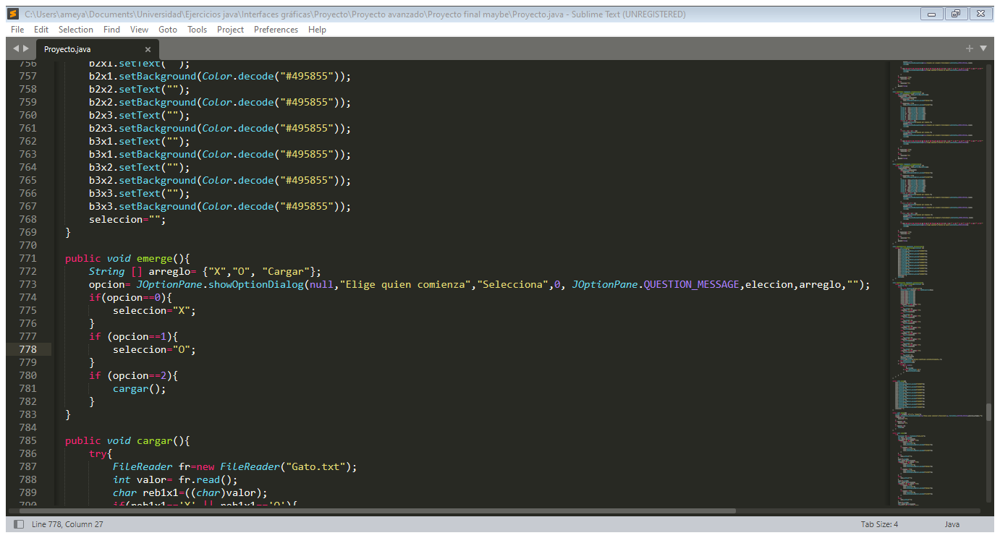 C:\Users\ameya\Documents\Universidad\Ejercicios java\Interfaces gráficas\Proyecto\Proyecto avanzado\Proyecto final maybe\Proyecto.java - Sublime Text (UNREGISTERED)
File Edit Selection Find View Goto Tools Project Preferences Help
Proyecto.java
756 b2x1.setText("");
757 b2x1.setBackground(Color.decode("#495855"));
758 b2x2.setText("");
759 b2x2.setBackground(Color.decode("#495855"));
760 b2x3.setText("");
761 b2x3.setBackground(Color.decode("#495855"));
762 b3x1.setText("");
763 b3x1.setBackground(Color.decode("#495855"));
764 b3x2.setText("");
765 b3x2.setBackground(Color.decode("#495855"));
766 b3x3.setText("");
767 b3x3.setBackground(Color.decode("#495855"));
768 seleccion="";
769 }
770
771 public void emerge(){
772 String [] arreglo= {"X","O", "Cargar"};
773 opcion= JOptionPane.showOptionDialog(null,"Elige quien comienza","Selecciona",0, JOptionPane.QUESTION_MESSAGE,eleccion,arreglo,"");
774 if(opcion==0){
775 seleccion="X";
776 }
777 if (opcion==1){
778 seleccion="O";
779 }
780 if (opcion==2){
781 cargar();
782 }
783 }
784
785 public void cargar(){
786 try{
787 FileReader fr=new FileReader("Gato.txt");
788 int valor= fr.read();
789 char reb1x1=((char)valor);
790 if(reb1x1=='X' || reb1x1=='O'){
Line 778, Column 27
Tab Size: 4
Java